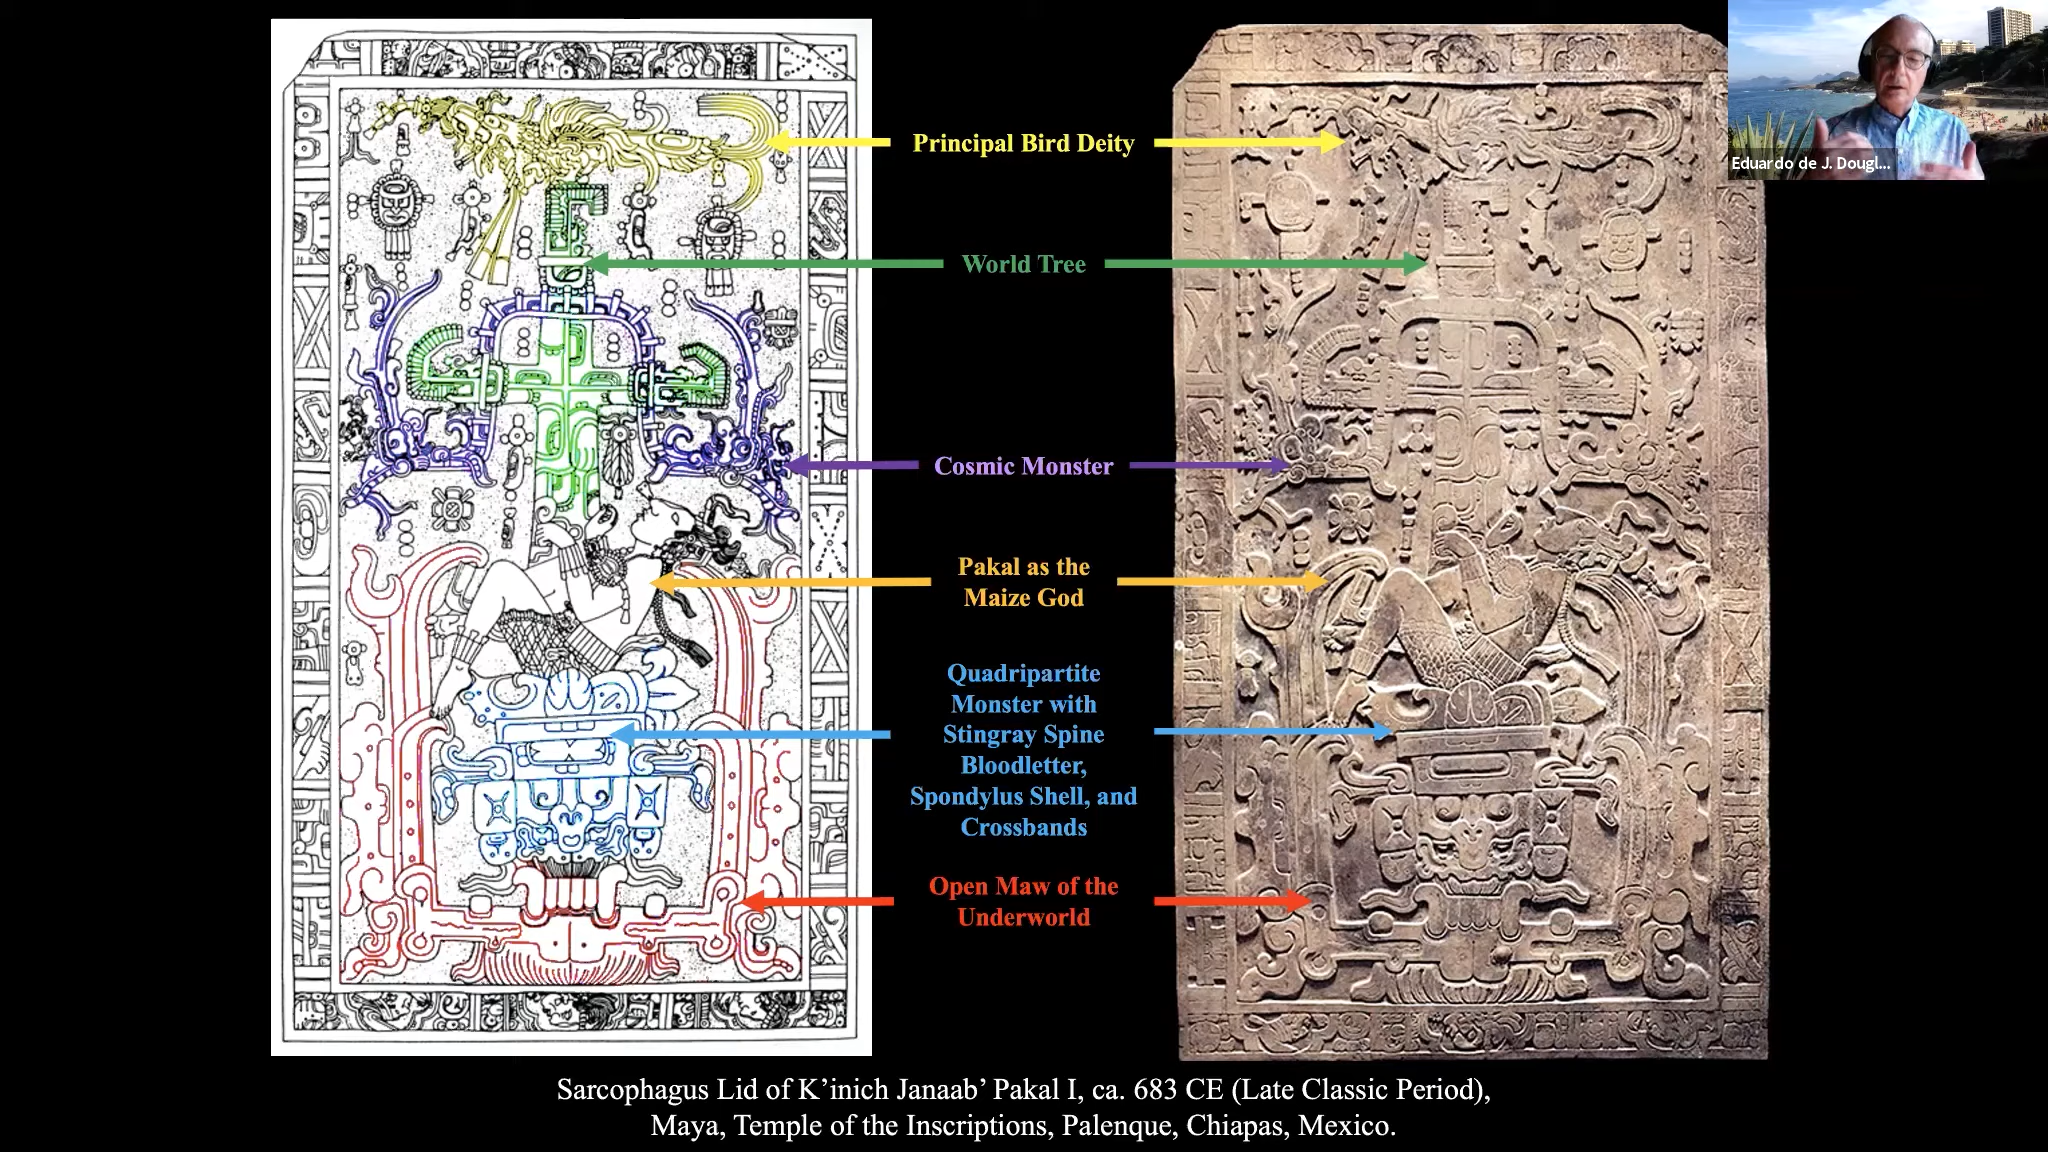 Eduardo de J. Dougl...
Principal Bird Deity
World Tree
Cosmic Monster
Pakal as the
Maize God
Quadripartite
Monster with
Stingray Spine
Bloodletter,
Spondylus Shell, and
Crossbands
Open Maw of the
Underworld
Sarcophagus Lid of K’inich Janaab’ Pakal I, ca. 683 CE (Late Classic Period),
Maya, Temple of the Inscriptions, Palenque, Chiapas, Mexico.